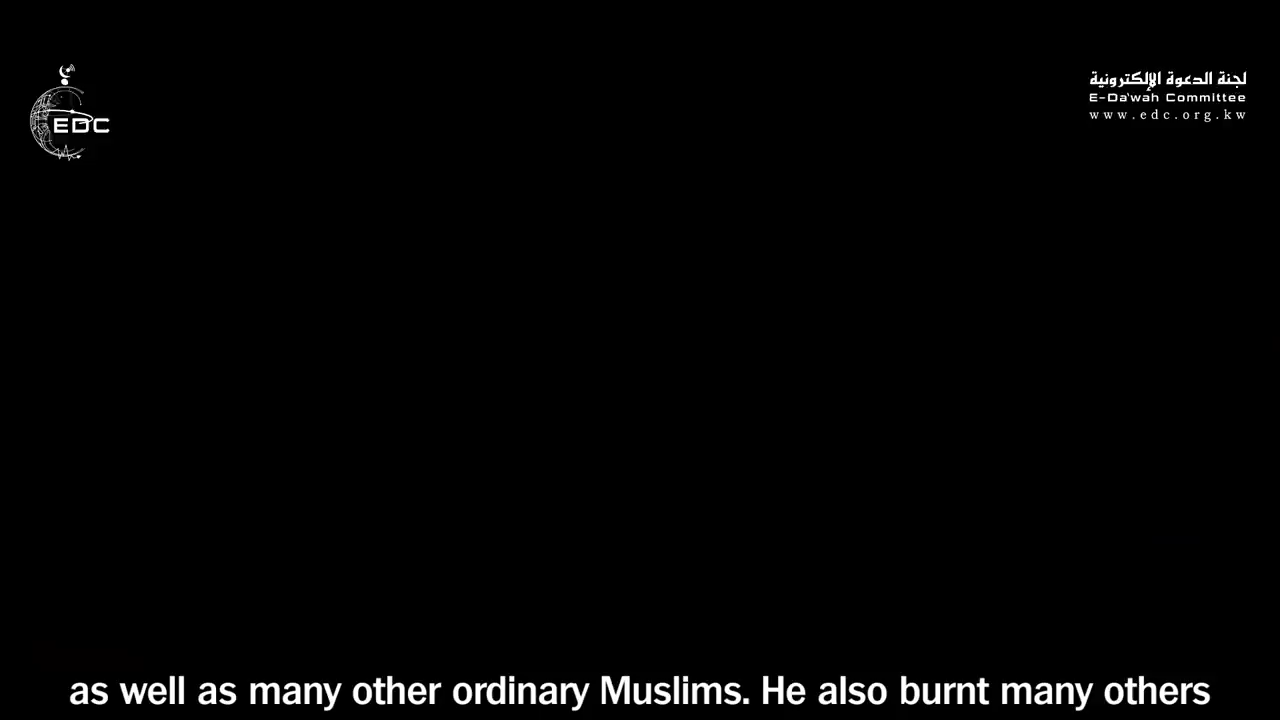 EDC
لجنة الدعوة الإلكترونية
E-Da'wah Committee
www.edc.org.kw
as well as many other ordinary Muslims. He also burnt many others